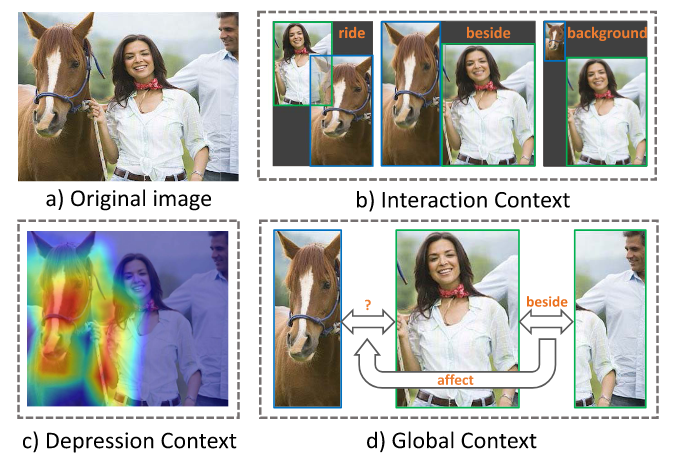 ride beside background
a) Original image
b) Interaction Context
? beside
affect
c) Depression Context
d) Global Context